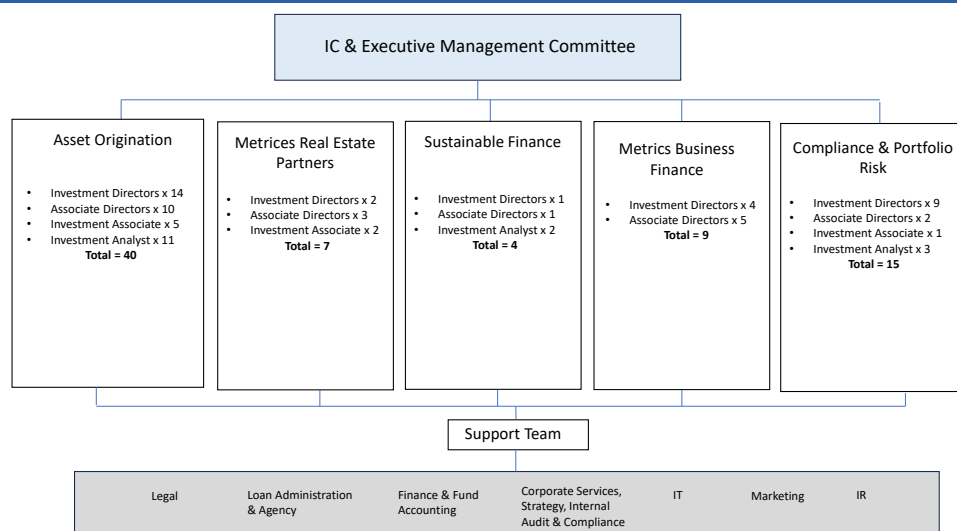 IC & Executive Management Committee
Asset Origination
• Investment Directors x 14
• Associate Directors x 10
• Investment Associate x 5
• Investment Analyst x 11
Total = 40
Metrices Real Estate
Partners
• Investment Directors x 2
• Associate Directors x 3
• Investment Associate x 2
Total = 7
Sustainable Finance
• Investment Directors x 1
• Associate Directors x 1
• Investment Analyst x 2
Total = 4
Metrics Business
Finance
• Investment Directors x 4
• Associate Directors x 5
Total = 9
Compliance & Portfolio
Risk
• Investment Directors x 9
• Associate Directors x 2
• Investment Associate x 1
• Investment Analyst x 3
Total = 15
Support Team
Legal
Loan Administration
& Agency
Finance & Fund
Accounting
Corporate Services,
Strategy, Internal
Audit & Compliance
IT
Marketing
IR